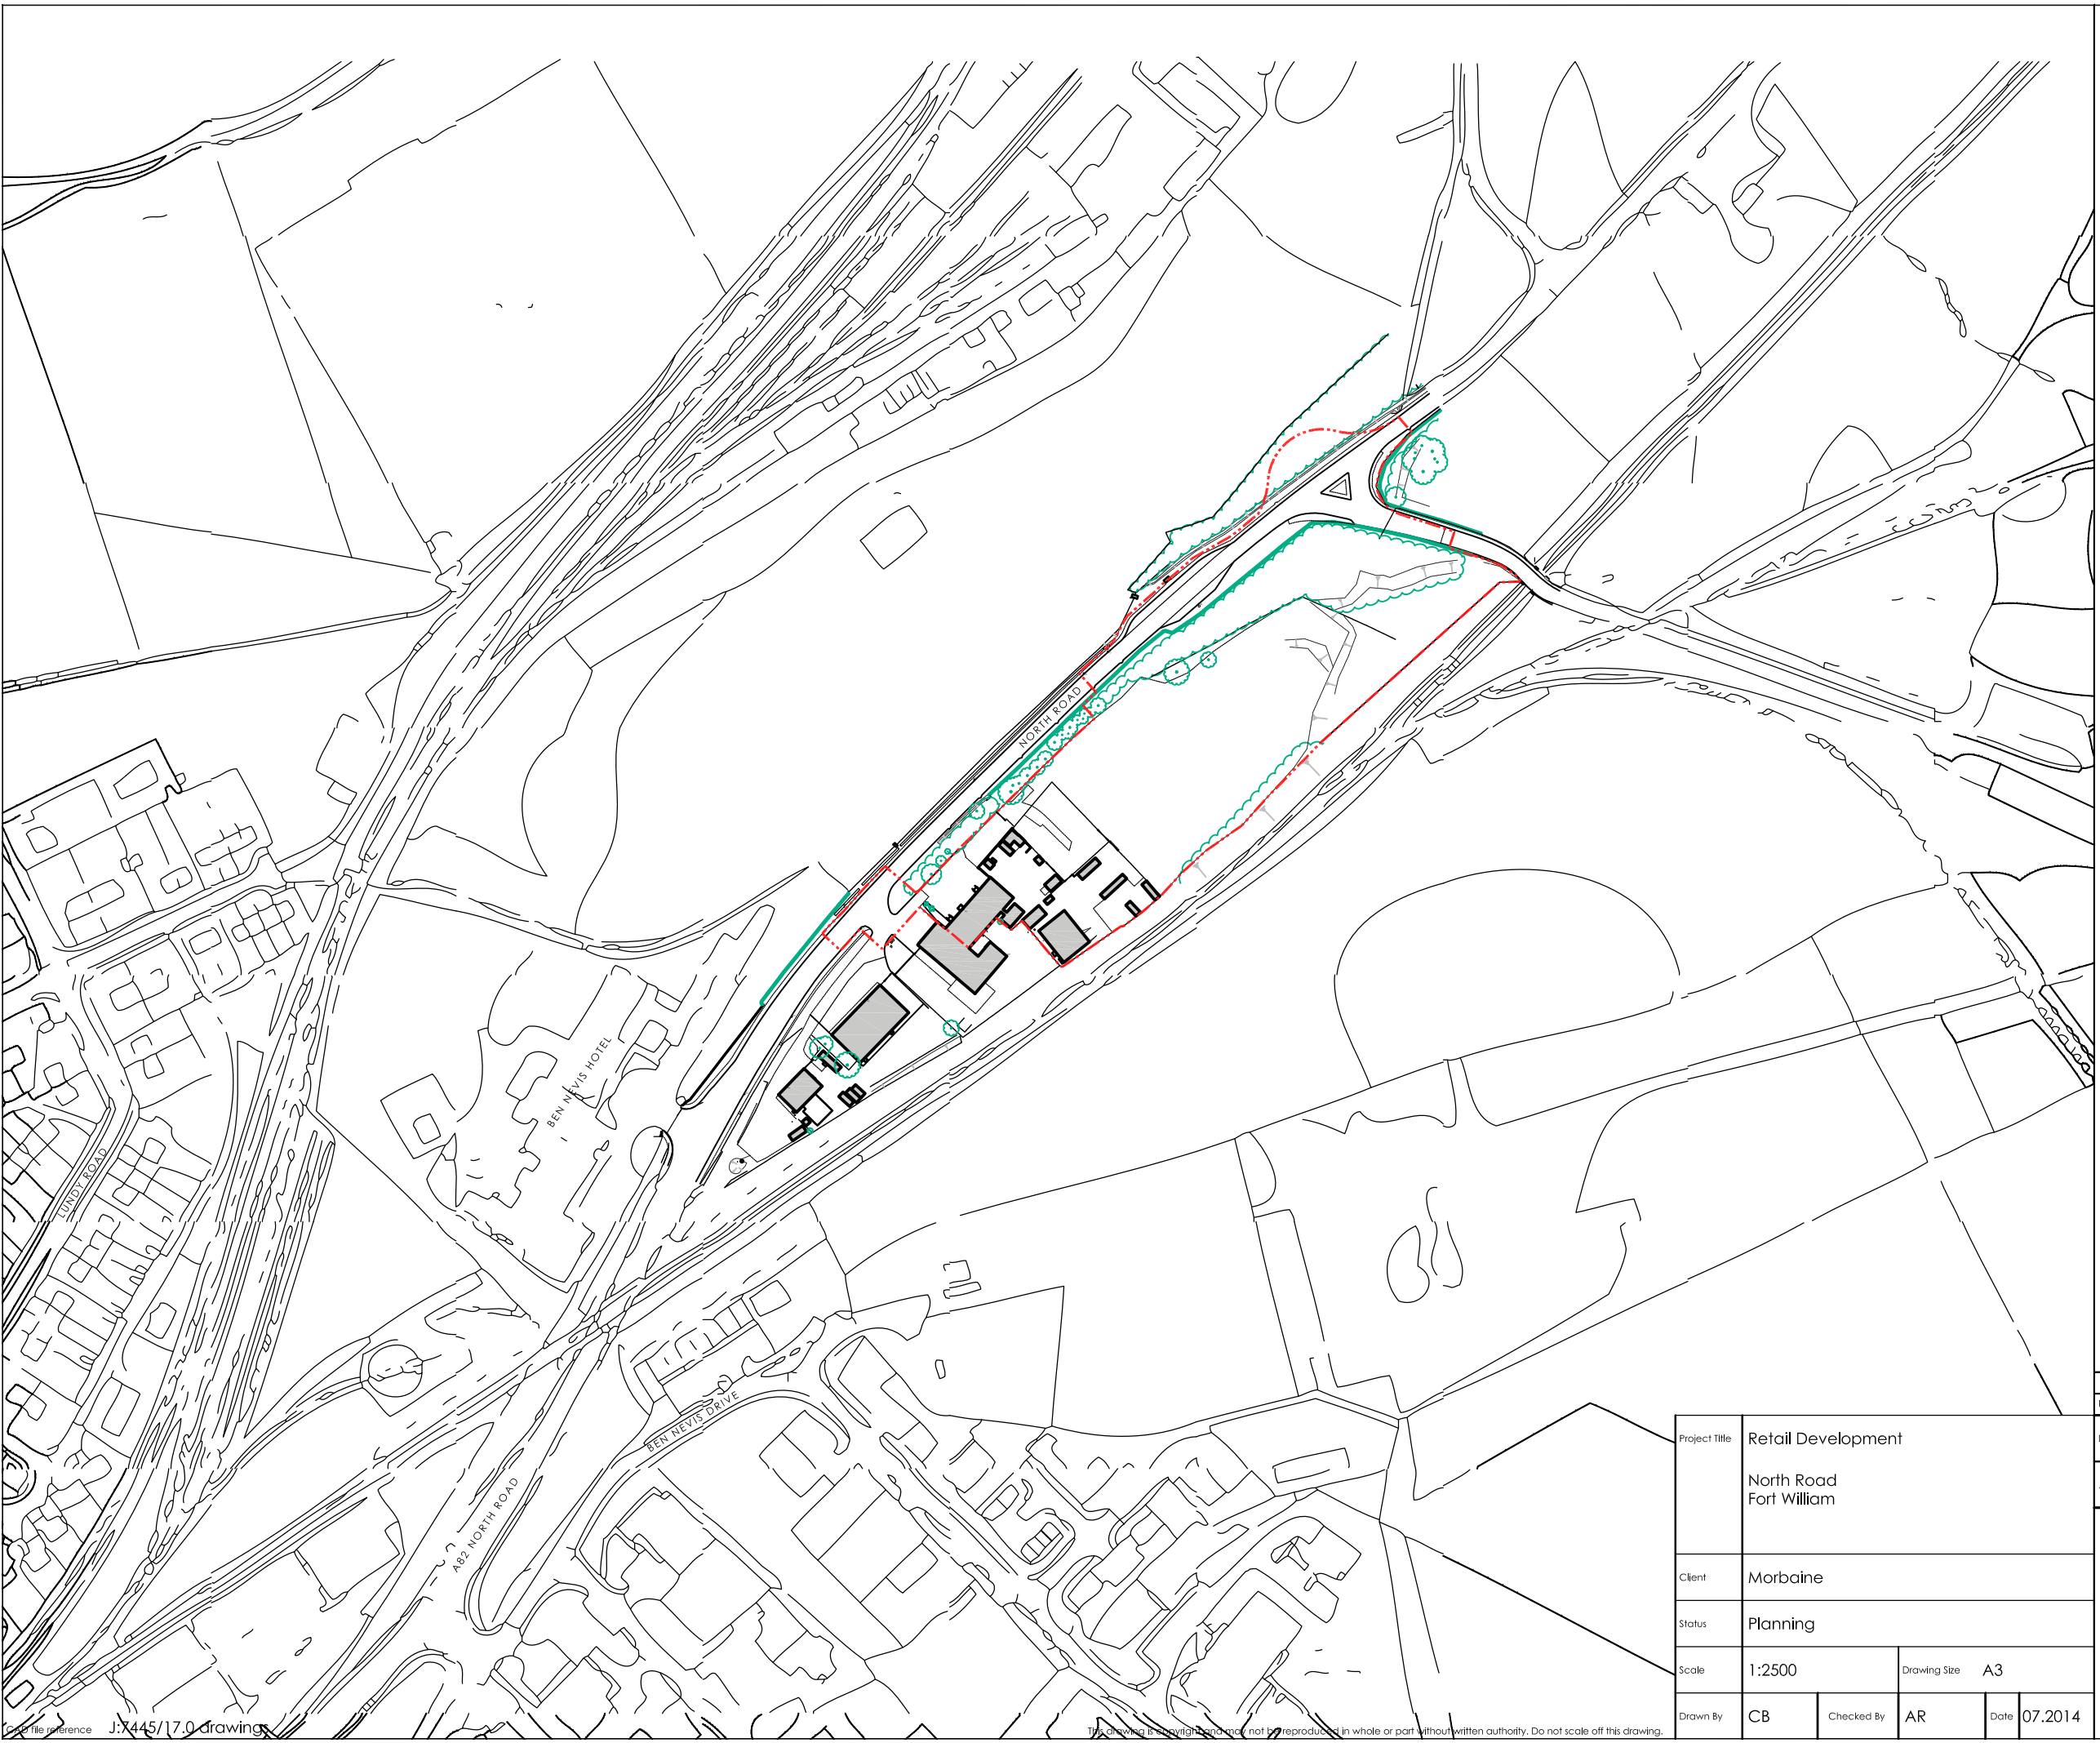 NORTH ROAD
BEN NEVIS HOTEL
LUNDY ROAD
BEN NEVIS DRIVE
A82 NORTH ROAD
Project Title Retail Development
North Road
Fort William
Client Morbaine
Status Planning
Scale 1:2500 Drawing Size A3
Drawn By CB Checked By AR Date 07.2014
CAD file reference J:7445/17.0 drawings
This drawing is copyright and may not be reproduced in whole or part without written authority. Do not scale off this drawing.